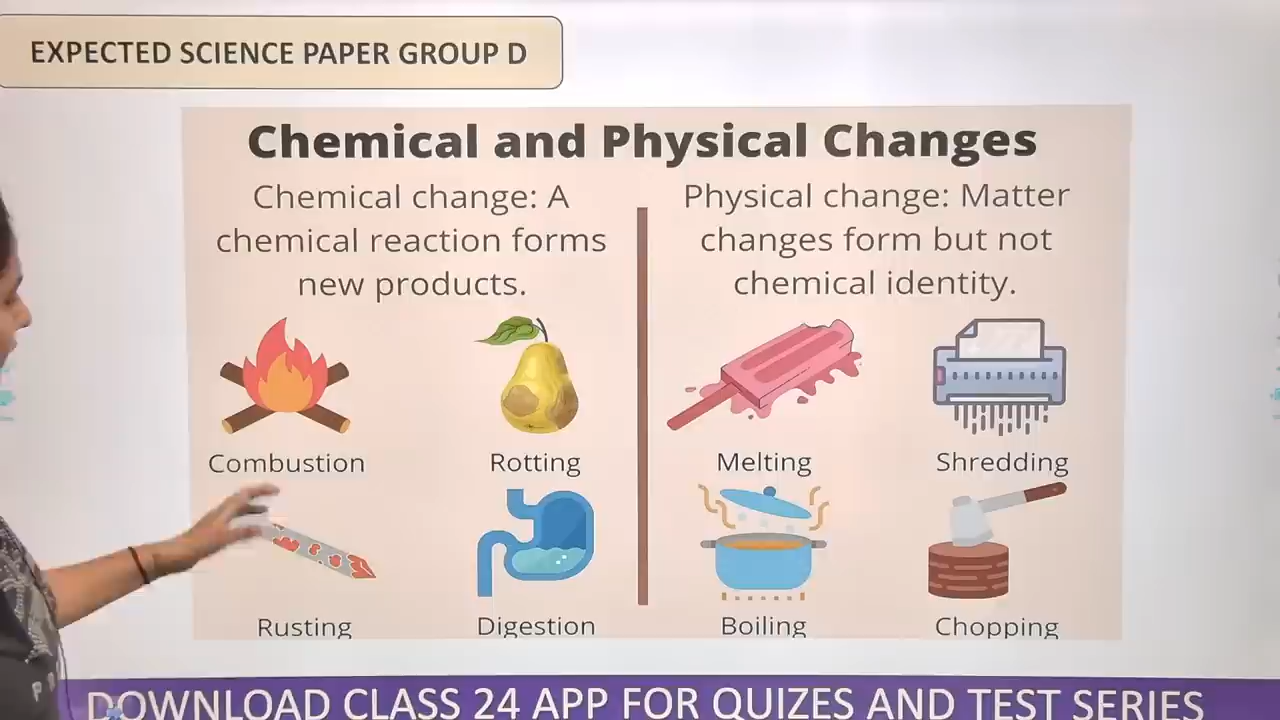 EXPECTED SCIENCE PAPER GROUP D
Chemical and Physical Changes
Chemical change: A
chemical reaction forms
new products.
Physical change: Matter
changes form but not
chemical identity.
Combustion
Rotting
Melting
Shredding
Rusting
Digestion
Boiling
Chopping
DOWNLOAD CLASS 24 APP FOR QUIZES AND TEST SERIES